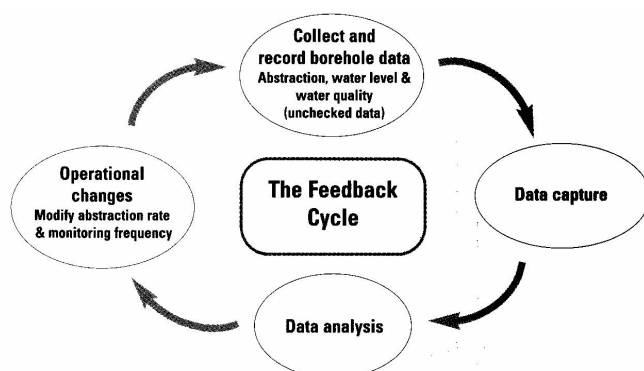 Collect and
record borehole data
Abstraction, water level &
water quality
(unchecked data)
Operational
changes
Modify abstraction rate
& monitoring frequency
The Feedback
Cycle
Data capture
Data analysis